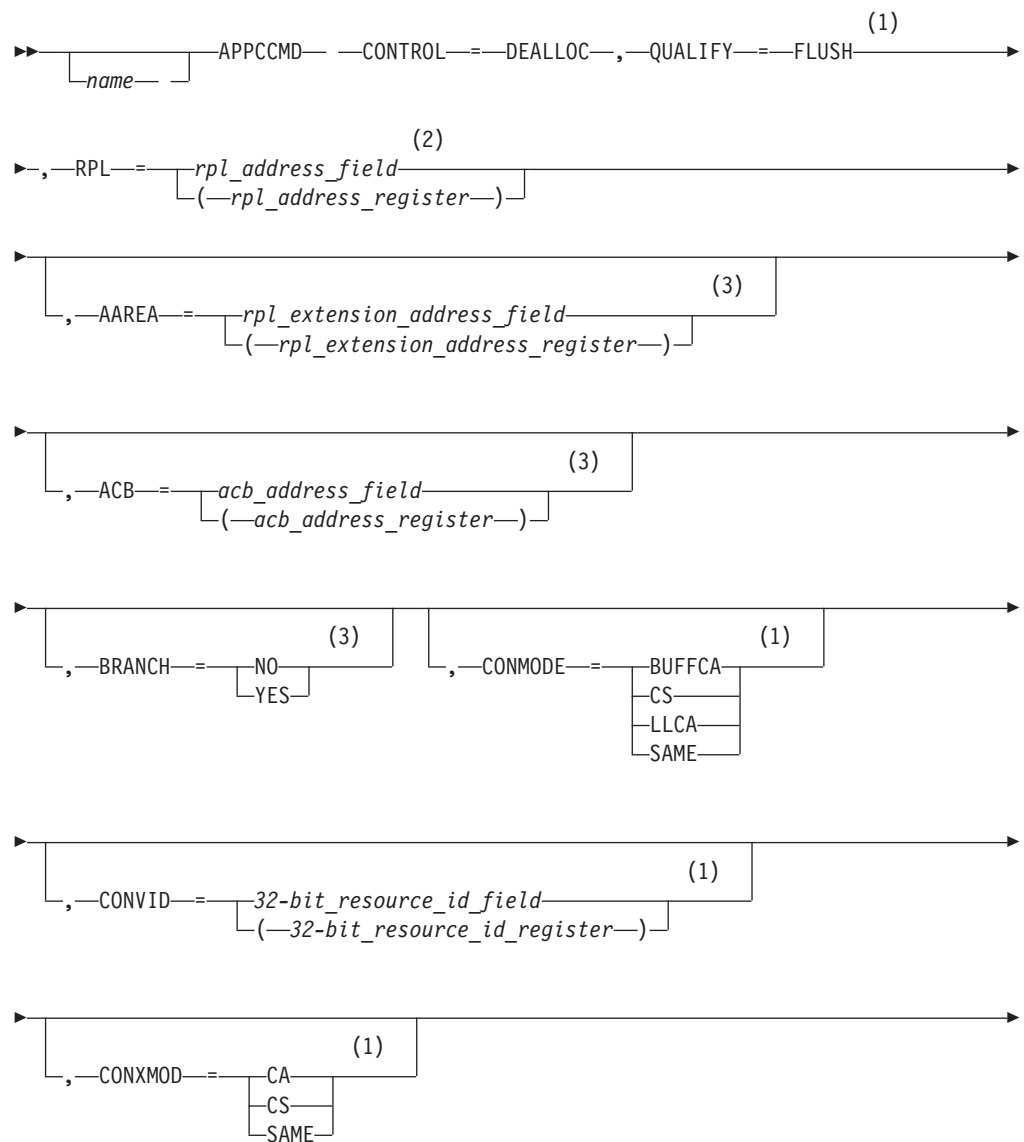 (1)
APPCCMD CONTROL = DEALLOC , QUALIFY = FLUSH
name
(2)
, RPL = rpl_address_field
( rpl_address_register )
(3)
, AAREA = rpl_extension_address_field
( rpl_extension_address_register )
(3)
, ACB = acb_address_field
( acb_address_register )
(3) (1)
, BRANCH = NO , CONMODE = BUFFCA
YES CS
LLCA
SAME
(1)
, CONVID = 32-bit_resource_id_field
( 32-bit_resource_id_register )
(1)
, CONXMOD = CA
CS
SAME